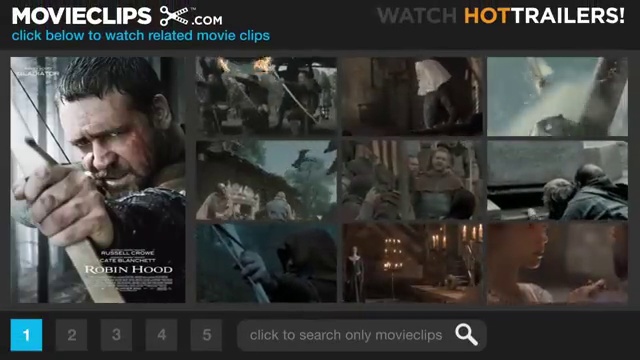 MOVIECLIPS .COM
WATCH HOTTRAILERS!
click below to watch related movie clips
GLADIATOR
RUSSELL CROWE
CATE BLANCHETT
ROBIN HOOD
1 2 3 4 5
click to search only movieclips